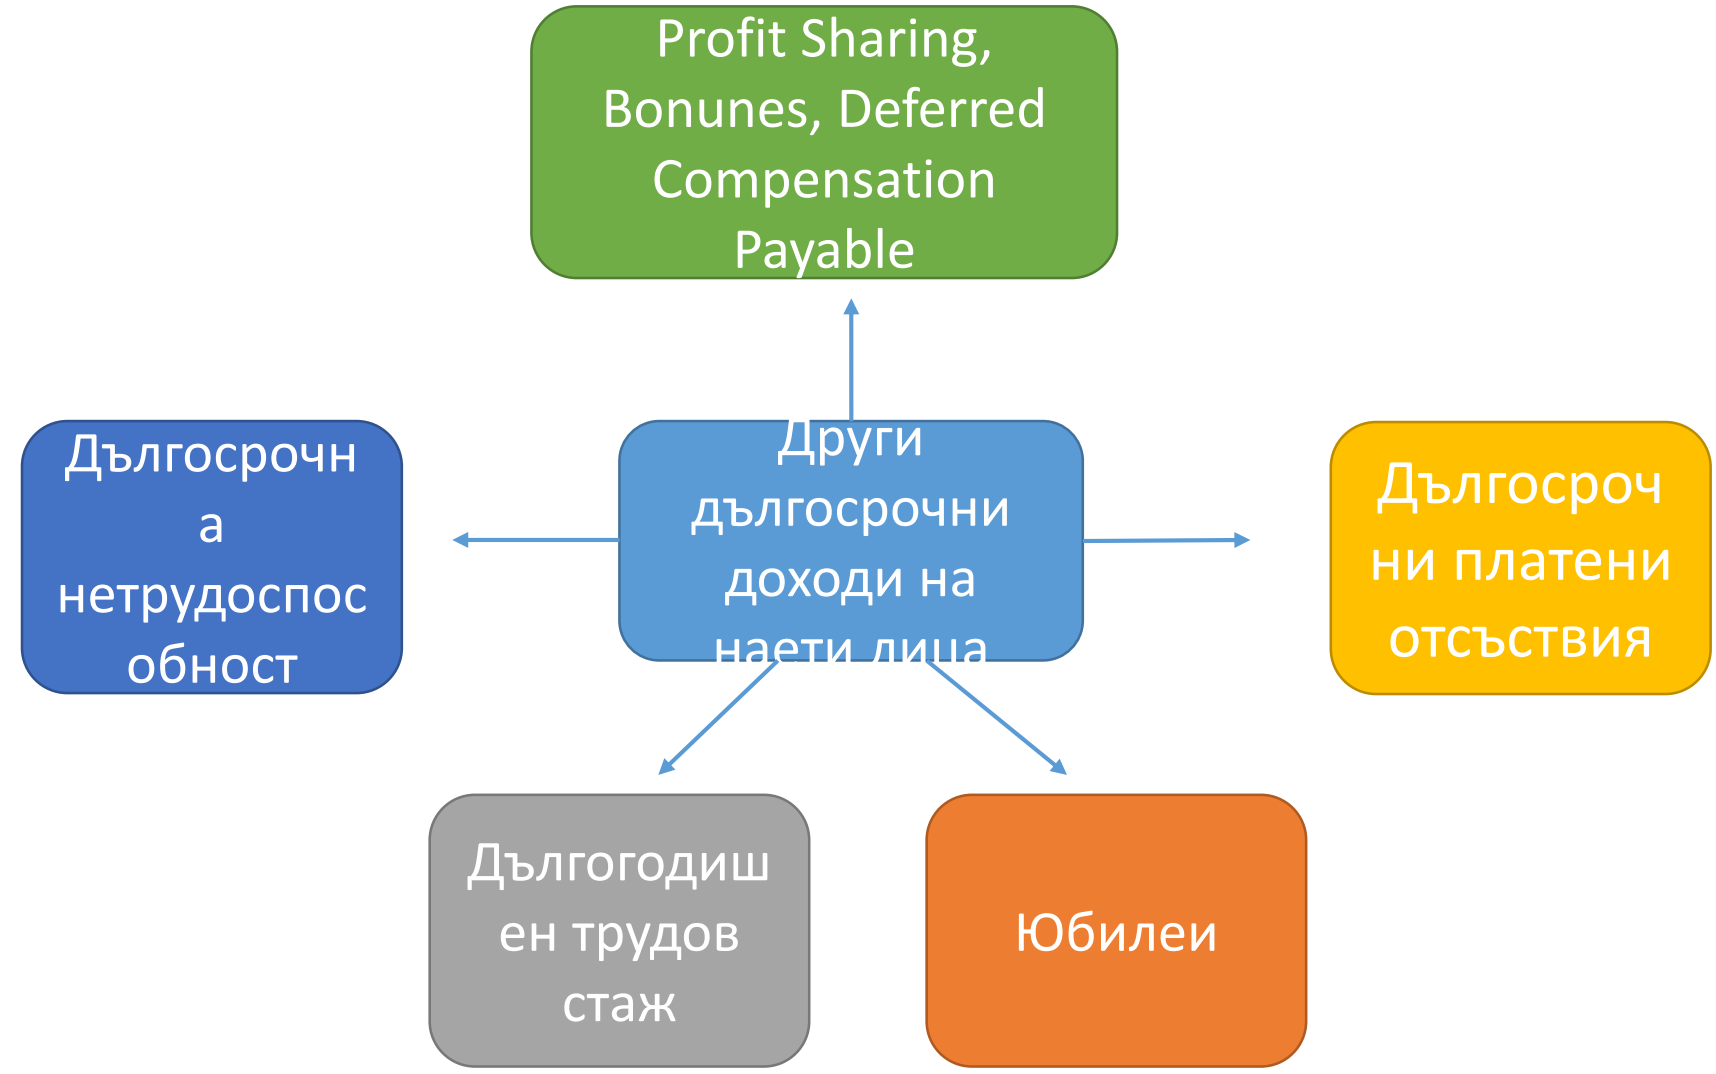 Profit Sharing,
Bonunes, Deferred
Compensation
Payable
Дългосрочн
а
нетрудоспос
обност
Други
дългосрочни
доходи на
наети лица
Дългосроч
ни платени
отсъствия
Дългогодиш
ен трудов
стаж
Юбилеи